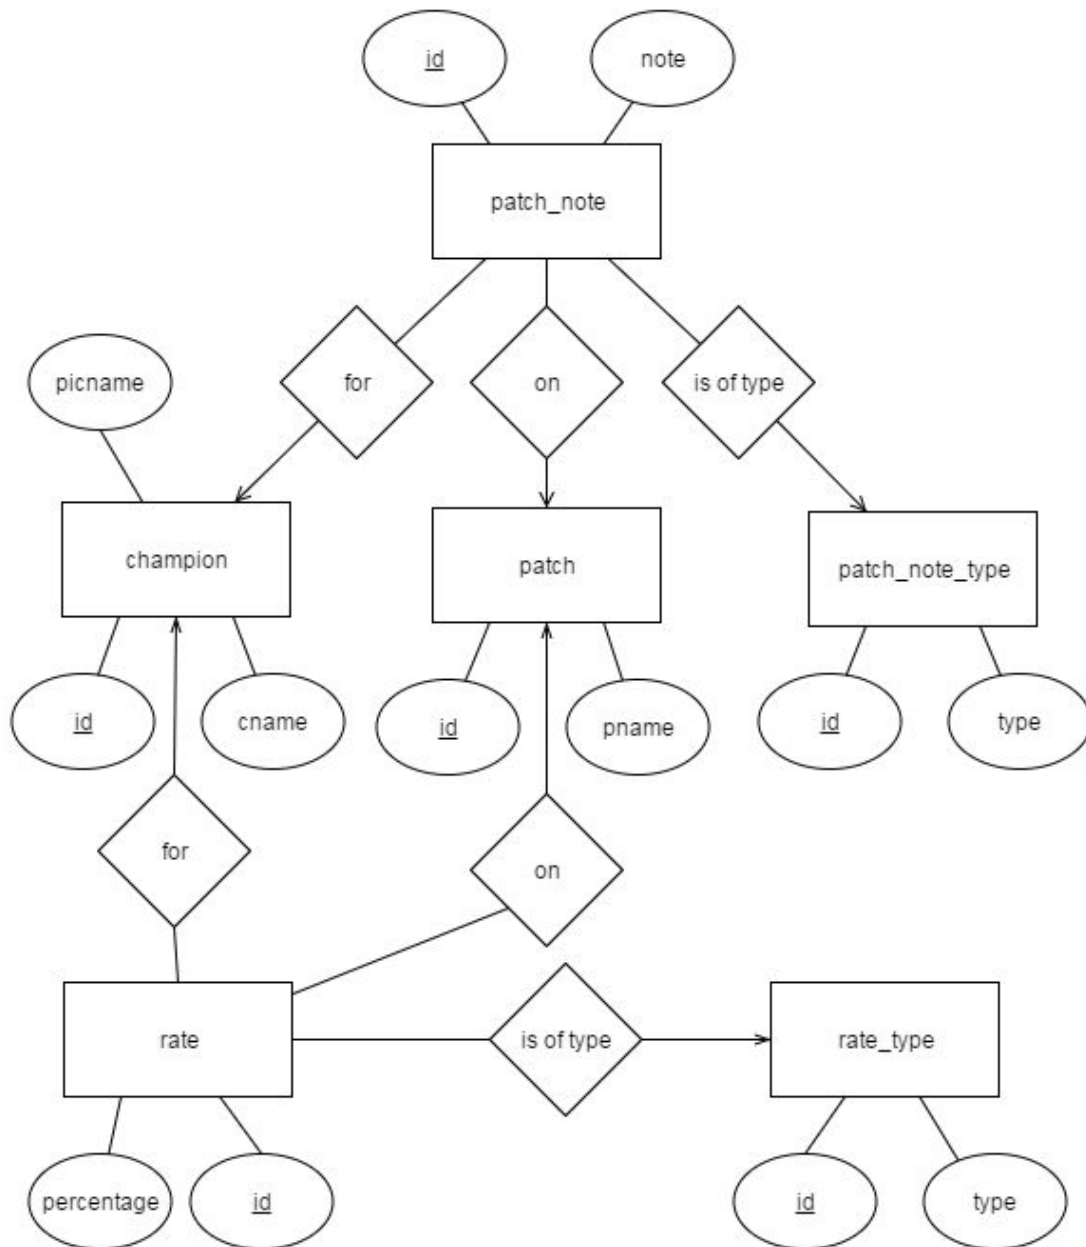 id
note
patch_note
picname
for
on
is of type
champion
patch
patch_note_type
id
cname
id
pname
id
type
for
on
rate
is of type
rate_type
percentage
id
id
type